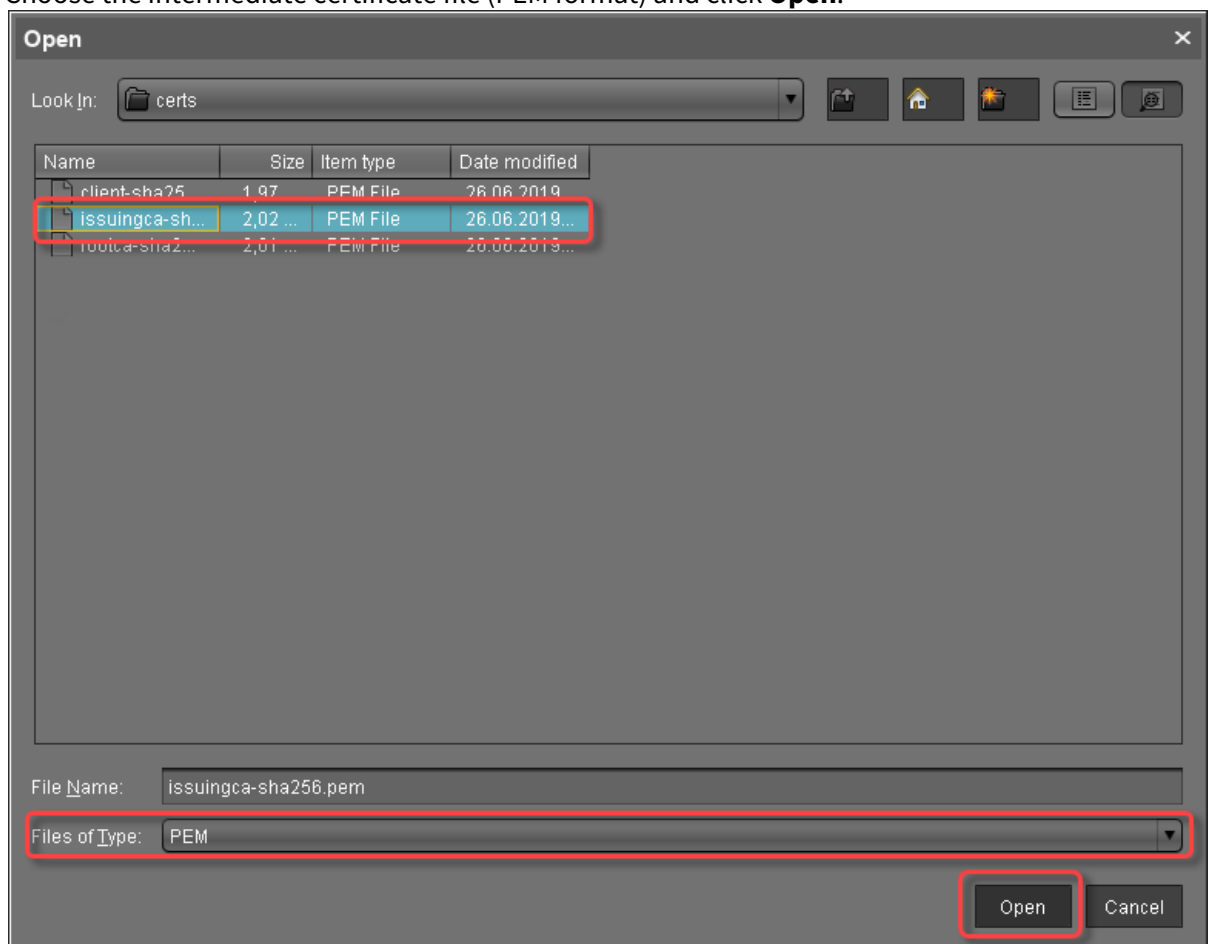 Choose the intermediate certificate file (PEM format) and click Open.
Open
Look In: certs
Name Size Item type Date modified
client-sha25... 1,97 ... PEM File 26.06.2019...
issuingca-sh... 2,02 ... PEM File 26.06.2019...
rootca-sha2... 2,01 ... PEM File 26.06.2019...
File Name: issuingca-sha256.pem
Files of Type: PEM
Open Cancel